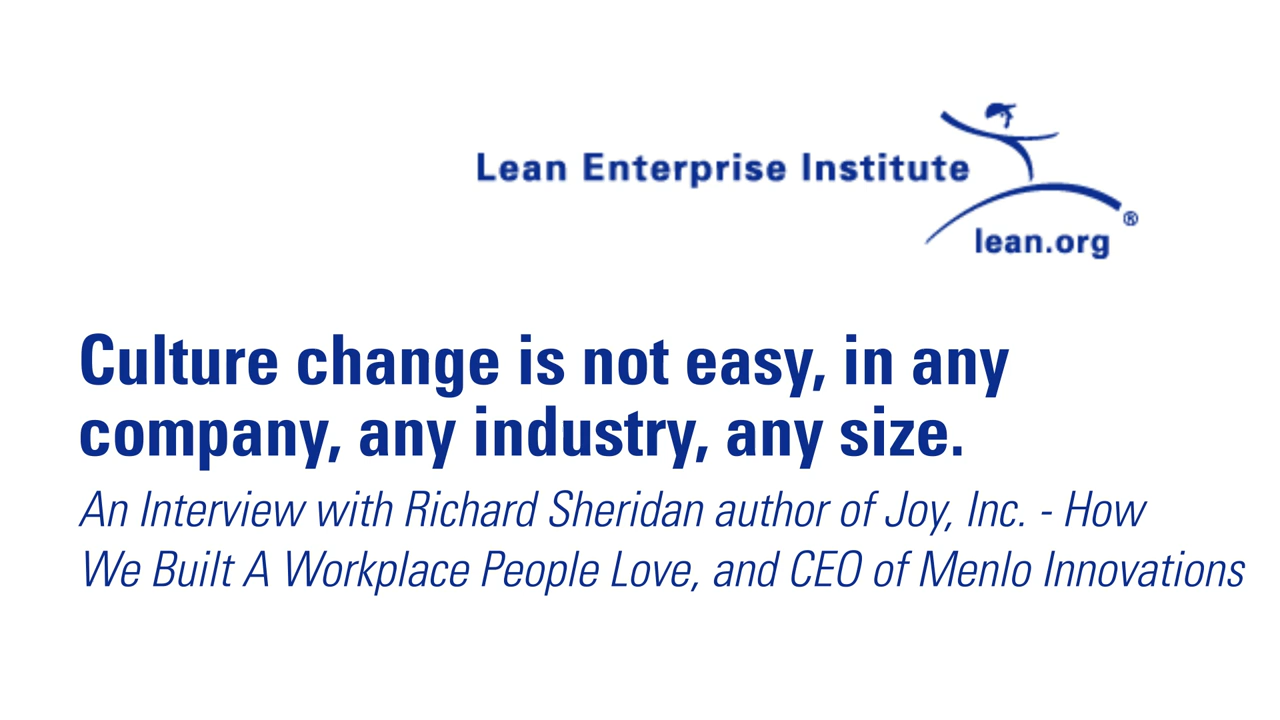 Lean Enterprise Institute
lean.org®
Culture change is not easy, in any
company, any industry, any size.
An Interview with Richard Sheridan author of Joy, Inc. - How
We Built A Workplace People Love, and CEO of Menlo Innovations